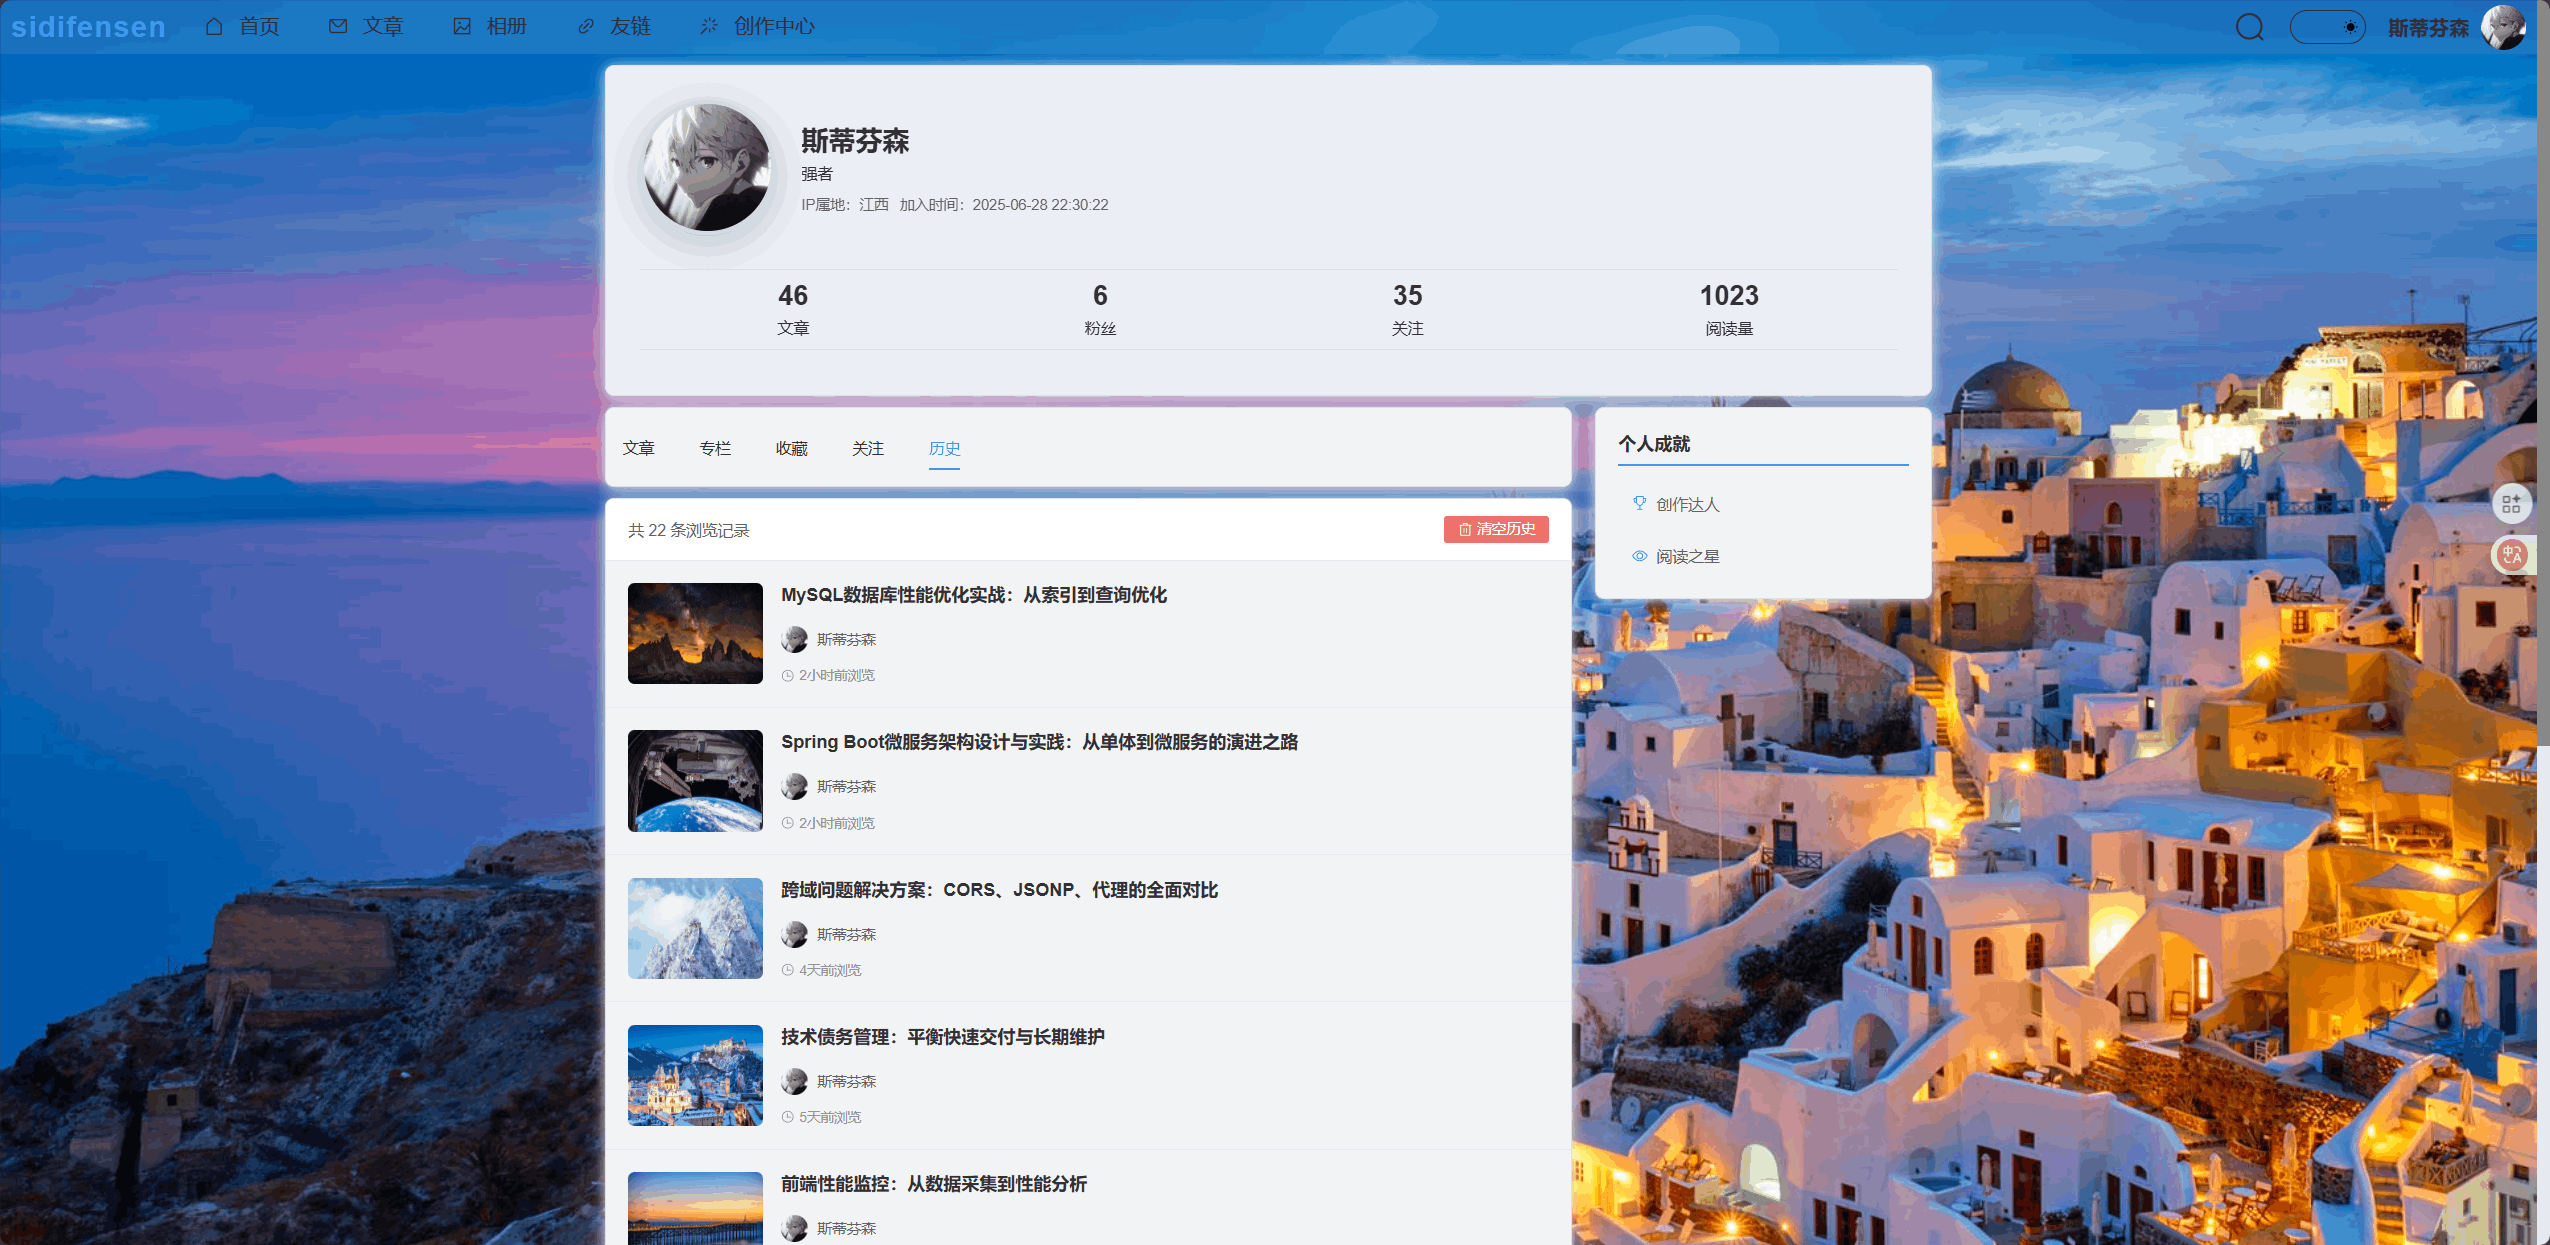 sidifensen
首页
文章
相册
友链
创作中心
斯蒂芬森
斯蒂芬森
强者
IP属地：江西 加入时间：2025-06-28 22:30:22
46
文章
6
粉丝
35
关注
1023
阅读量
文章
专栏
收藏
关注
历史
共 22 条浏览记录
清空历史
MySQL数据库性能优化实战：从索引到查询优化
斯蒂芬森
2小时前浏览
Spring Boot微服务架构设计与实践：从单体到微服务的演进之路
斯蒂芬森
2小时前浏览
跨域问题解决方案：CORS、JSONP、代理的全面对比
斯蒂芬森
4天前浏览
技术债务管理：平衡快速交付与长期维护
斯蒂芬森
5天前浏览
前端性能监控：从数据采集到性能分析
斯蒂芬森
个人成就
创作达人
阅读之星